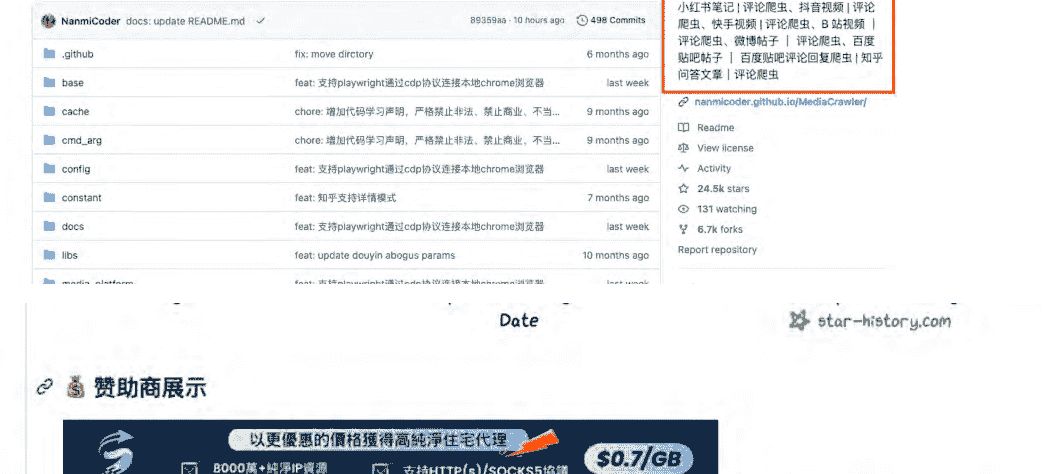 小红书笔记 | 评论爬虫、抖音视频 | 评论
爬虫、快手视频 | 评论爬虫、B 站视频 ｜
评论爬虫、微博帖子 ｜ 评论爬虫、百度
贴吧帖子 ｜ 百度贴吧评论回复爬虫 | 知乎
问答文章｜评论爬虫
nanmicoder.github.io/MediaCrawler/
Readme
View license
Activity
24.5k stars
131 watching
6.7k forks
Report repository
NanmiCoder docs: update README.md 89359aa · 10 hours ago 498 Commits
.github fix: move dirctory 6 months ago
base feat: 支持playwright通过cdp协议连接本地chrome浏览器 last week
cache chore: 增加代码学习声明，严格禁止非法、禁止商业、不当... 9 months ago
cmd_arg chore: 增加代码学习声明，严格禁止非法、禁止商业、不当... 9 months ago
config feat: 支持playwright通过cdp协议连接本地chrome浏览器 last week
constant feat: 知乎支持详情模式 7 months ago
docs feat: 支持playwright通过cdp协议连接本地chrome浏览器 last week
libs feat: update douyin abogus params 10 months ago
media_platform feat: 支持playwright通过cdp协议连接本地chrome浏览器 last week
Date
star-history.com
赞助商展示
以更優惠的價格獲得高純淨住宅代理
8000萬+純淨IP資源 支持HTTP(s)/SOCKS5協議
$0.7/GB